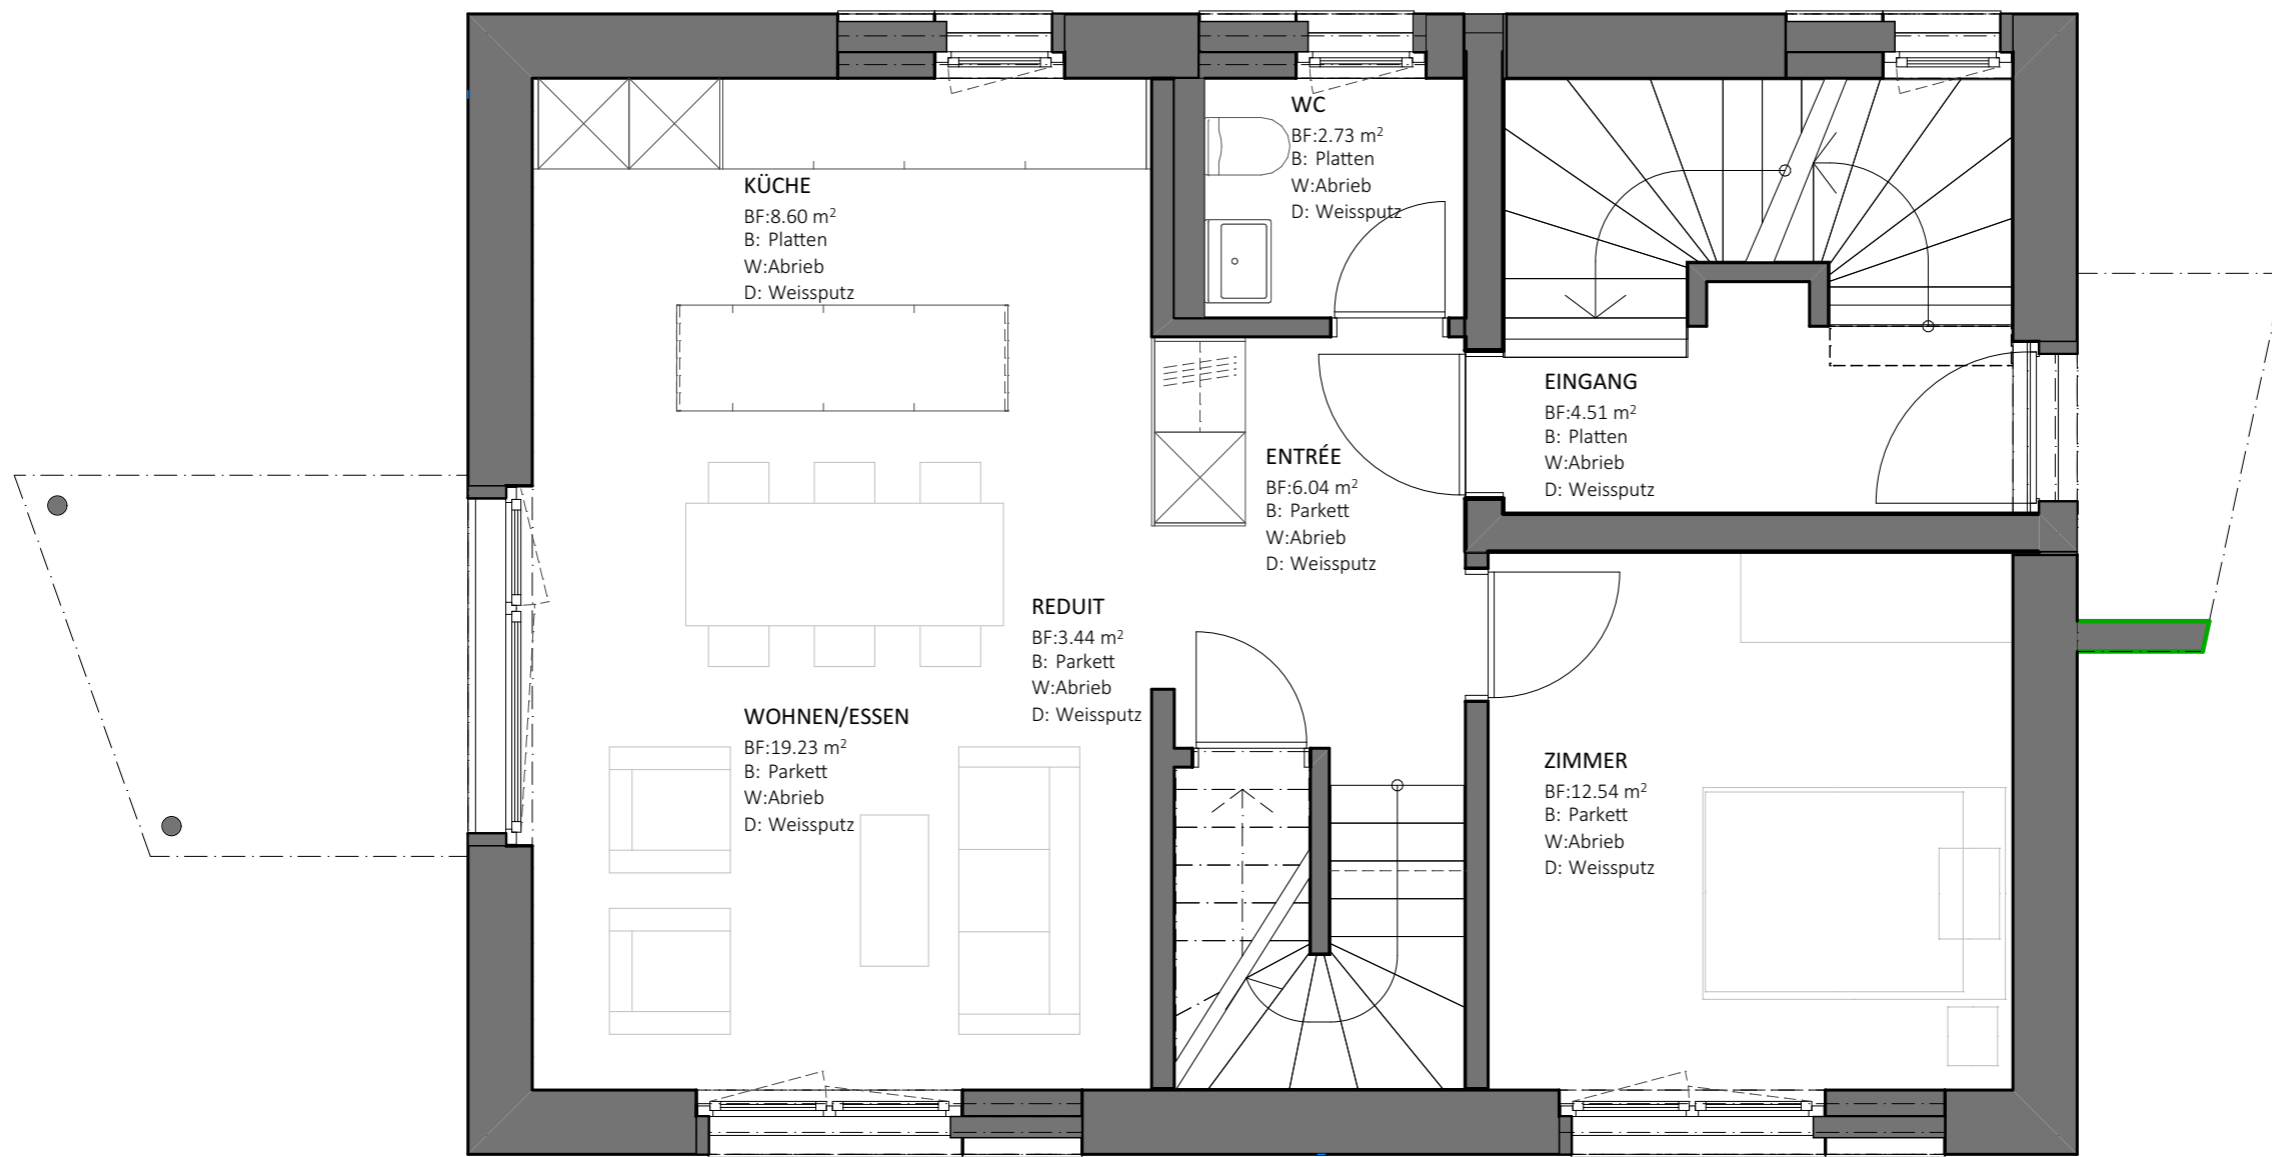 WC
BF:2.73 m²
B: Platten
W:Abrieb
D: Weissputz
KÜCHE
BF:8.60 m²
B: Platten
W:Abrieb
D: Weissputz
EINGANG
BF:4.51 m²
B: Platten
W:Abrieb
D: Weissputz
ENTRÉE
BF:6.04 m²
B: Parkett
W:Abrieb
D: Weissputz
REDUIT
BF:3.44 m²
B: Parkett
W:Abrieb
D: Weissputz
WOHNEN/ESSEN
BF:19.23 m²
B: Parkett
W:Abrieb
D: Weissputz
ZIMMER
BF:12.54 m²
B: Parkett
W:Abrieb
D: Weissputz